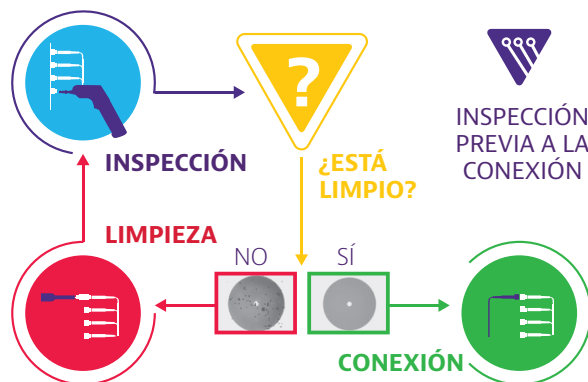 ?
INSPECCIÓN
PREVIA A LA
CONEXIÓN
INSPECCIÓN
¿ESTÁ
LIMPIO?
LIMPIEZA
NO
SÍ
CONEXIÓN